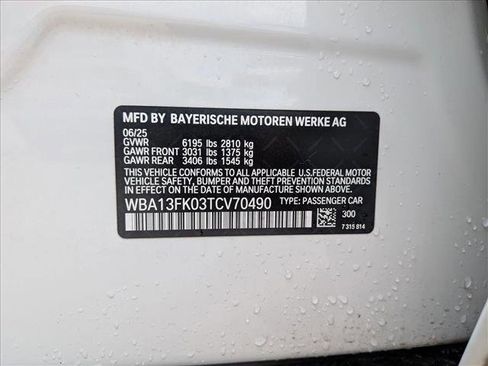 MFD BY BAYERISCHE MOTOREN WERKE AG
06/25
GVWR 6195 lbs 2810 kg
GAWR FRONT 3031 lbs 1375 kg
GAWR REAR 3406 lbs 1545 kg
THIS VEHICLE CONFORMS TO ALL APPLICABLE U.S.FEDERAL MOTOR
VEHICLE SAFETY, BUMPER AND THEFT PREVENTION STANDARDS
IN EFFECT ON THE DATE OF MANUFACTURE SHOWN ABOVE.
WBA13FK03TCV70490 TYPE: PASSENGER CAR
300
7 315 814